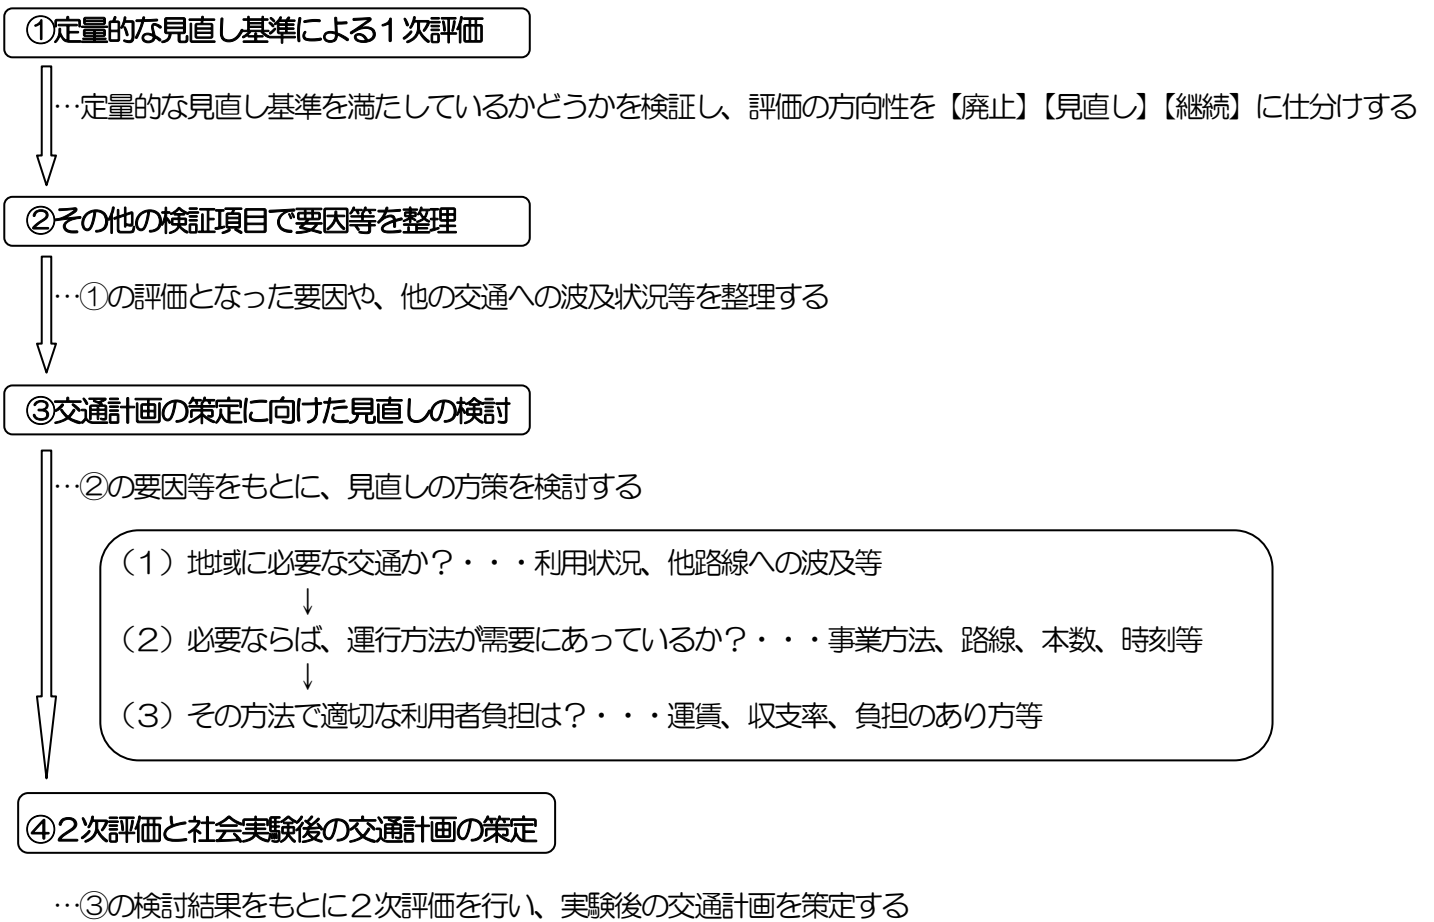 ①定量的な見直し基準による１次評価
…定量的な見直し基準を満たしているかどうかを検証し、評価の方向性を【廃止】【見直し】【継続】に仕分けする
②その他の検証項目で要因等を整理
…①の評価となった要因や、他の交通への波及状況等を整理する
③交通計画の策定に向けた見直しの検討
…②の要因等をもとに、見直しの方策を検討する
（１）地域に必要な交通か？・・・利用状況、他路線への波及等
↓
（２）必要ならば、運行方法が需要にあっているか？・・・事業方法、路線、本数、時刻等
↓
（３）その方法で適切な利用者負担は？・・・運賃、収支率、負担のあり方等
④２次評価と社会実験後の交通計画の策定
…③の検討結果をもとに２次評価を行い、実験後の交通計画を策定する